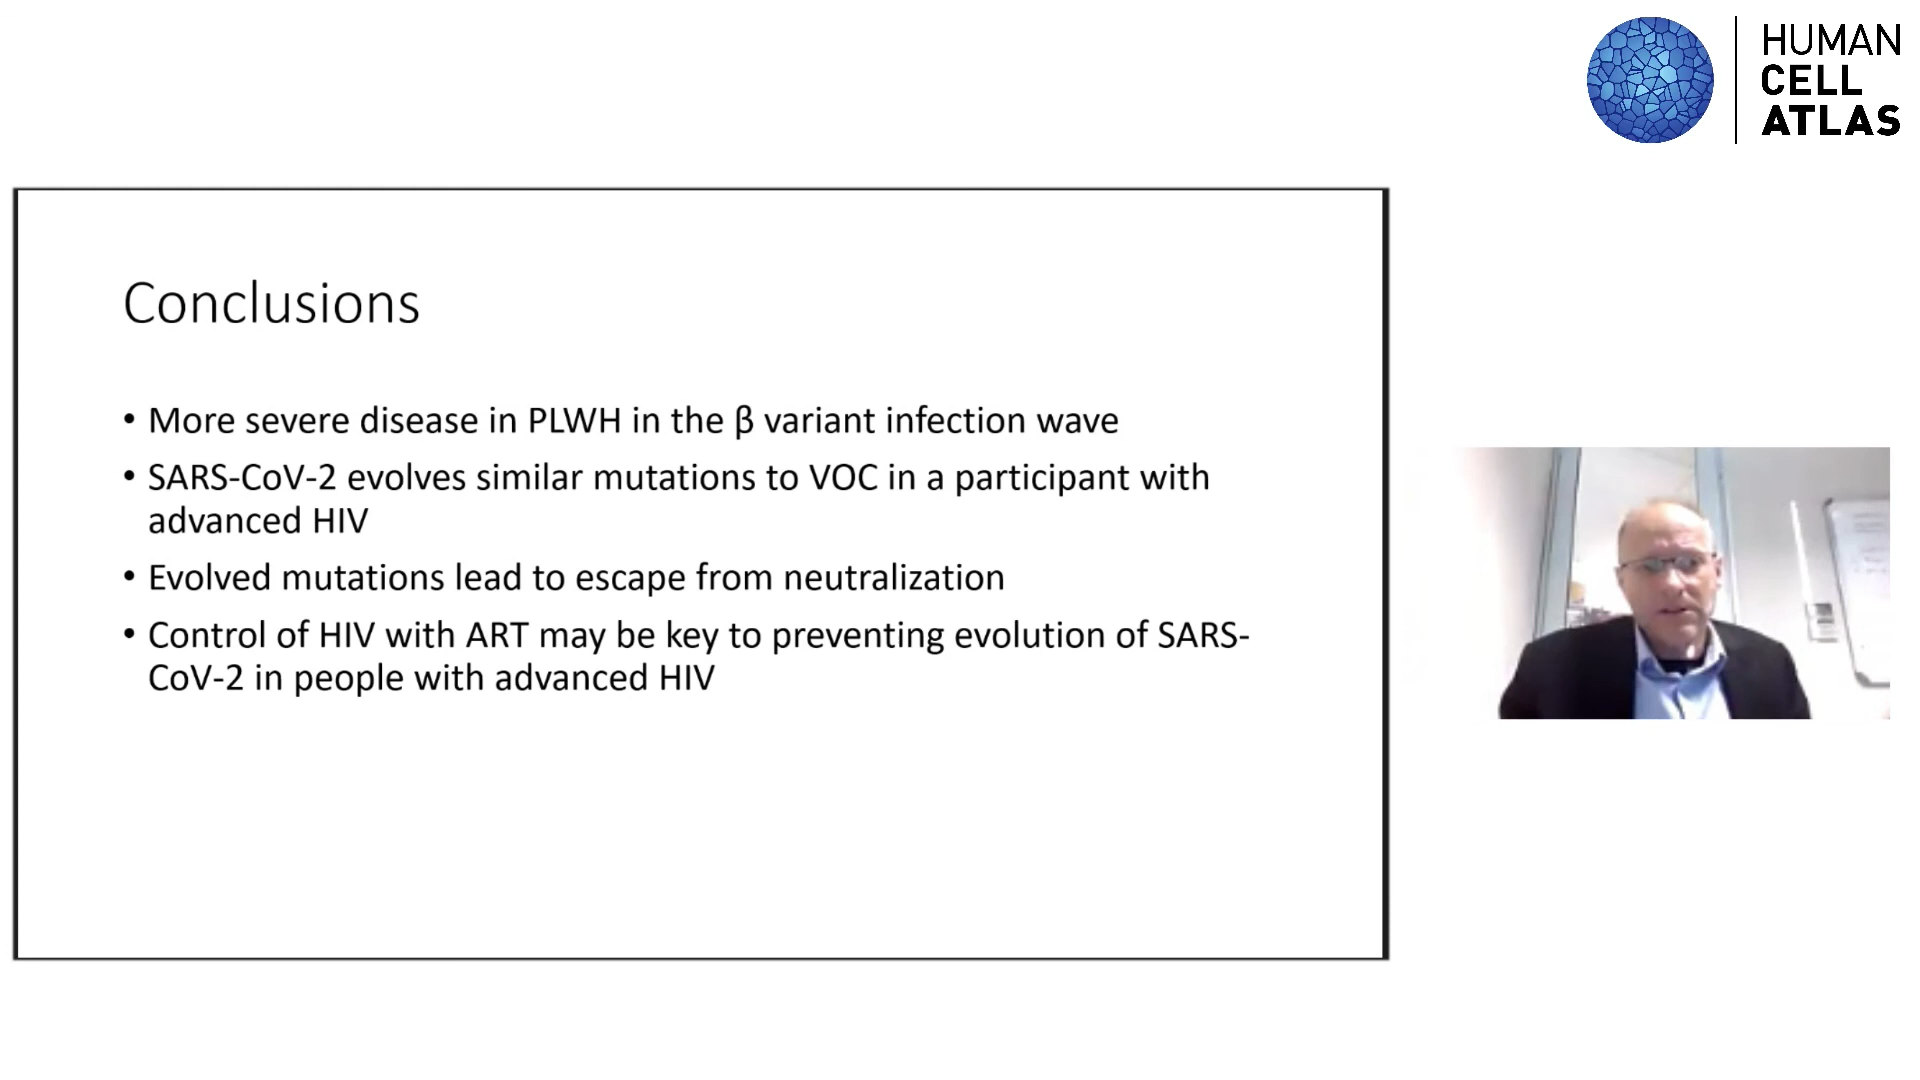 HUMAN
CELL
ATLAS
Conclusions
• More severe disease in PLWH in the β variant infection wave
• SARS-CoV-2 evolves similar mutations to VOC in a participant with
advanced HIV
• Evolved mutations lead to escape from neutralization
• Control of HIV with ART may be key to preventing evolution of SARS-
CoV-2 in people with advanced HIV